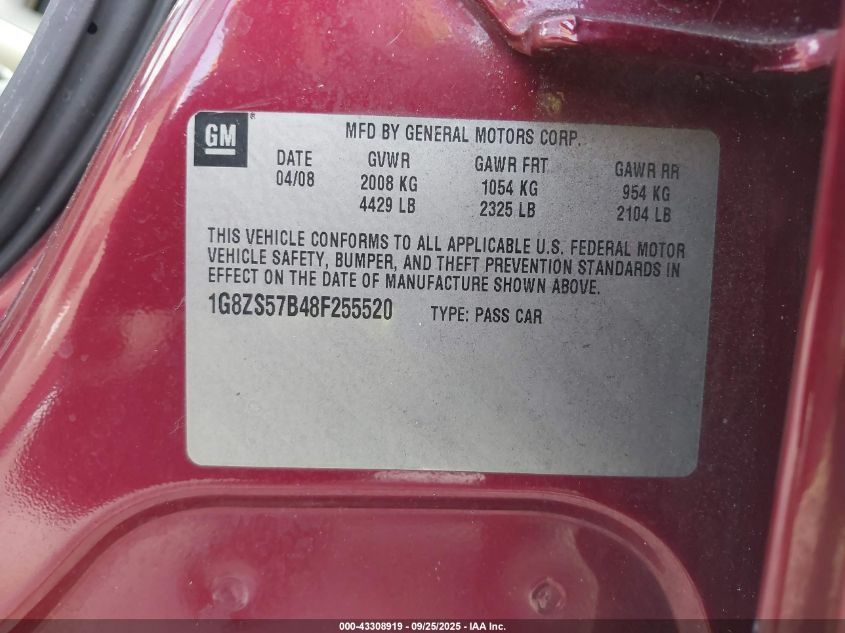 GM ®
MFD BY GENERAL MOTORS CORP.
DATE GVWR GAWR FRT GAWR RR
04/08 2008 KG 1054 KG 954 KG
4429 LB 2325 LB 2104 LB
THIS VEHICLE CONFORMS TO ALL APPLICABLE U.S. FEDERAL MOTOR
VEHICLE SAFETY, BUMPER, AND THEFT PREVENTION STANDARDS IN
EFFECT ON THE DATE OF MANUFACTURE SHOWN ABOVE.
1G8ZS57B48F255520 TYPE: PASS CAR
000-43308919 - 09/25/2025 - IAA Inc.